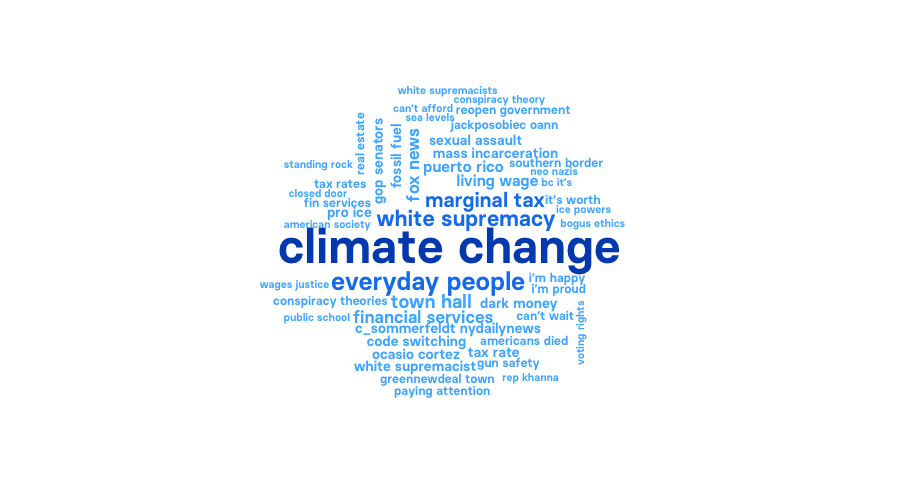 white supremacists
conspiracy theory
can't afford
reopen government
sea levels
jackposobiec oann
real estate
gop senators
fossil fuel
fox news
sexual assault
mass incarceration
standing rock
puerto rico
southern border
neo nazis
tax rates
living wage
bc it's
closed door
fin services
marginal tax
it's worth
pro ice
ice powers
white supremacy
american society
bogus ethics
climate change
wages justice
everyday people
i'm happy
i'm proud
conspiracy theories
town hall
dark money
public school
financial services
can't wait
voting rights
c_sommerfeldt nydailynews
code switching
americans died
ocasio cortez
tax rate
white supremacist
gun safety
greennewdeal town
rep khanna
paying attention